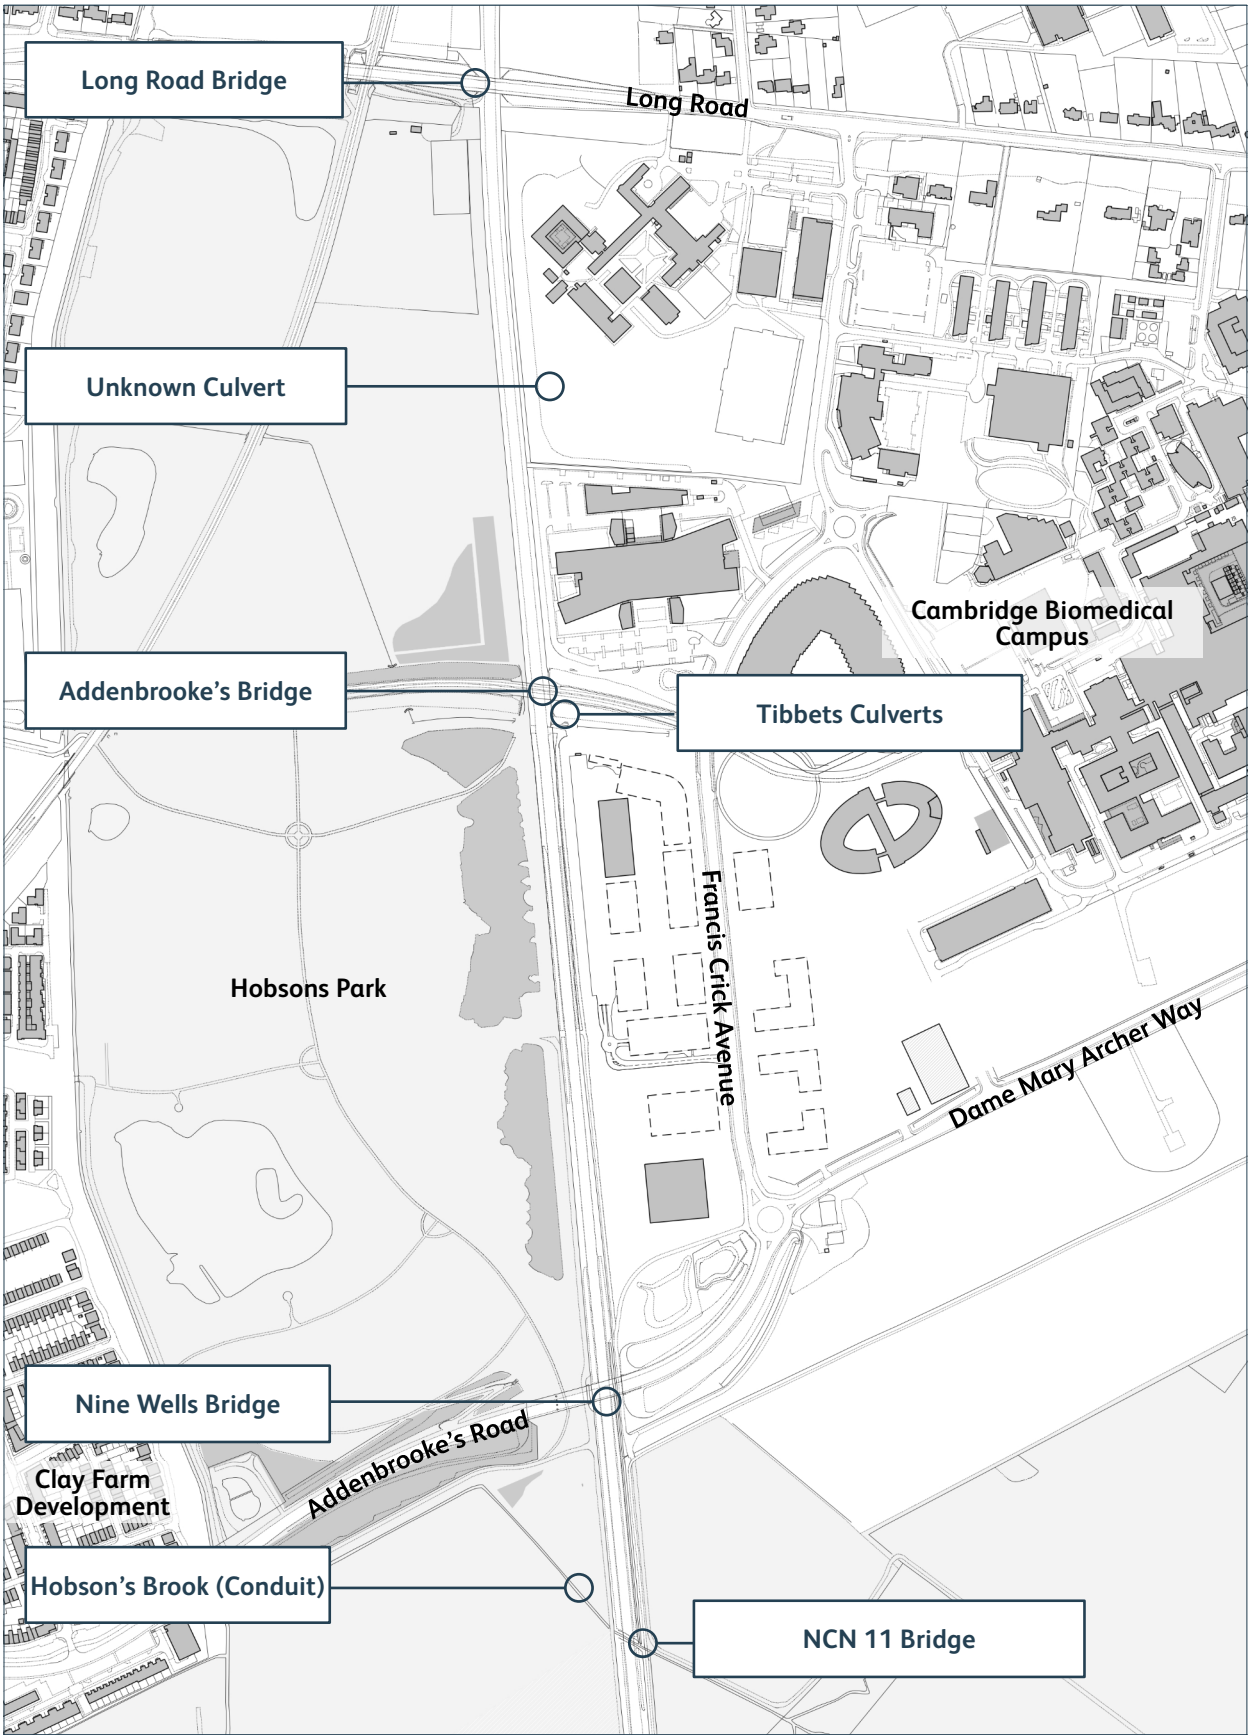 Long Road Bridge
Long Road
Unknown Culvert
Cambridge Biomedical
Campus
Addenbrooke's Bridge
Tibbets Culverts
Francis Crick Avenue
Hobsons Park
Dame Mary Archer Way
Nine Wells Bridge
Addenbrooke's Road
Clay Farm
Development
Hobson's Brook (Conduit)
NCN 11 Bridge